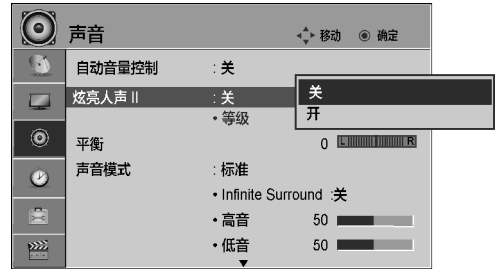 声音 移动 确定
自动音量控制 : 关
炫亮人声 II : 关
关
开
• 等级
平衡 0 L R
声音模式 : 标准
• Infinite Surround :关
• 高音 50
• 低音 50